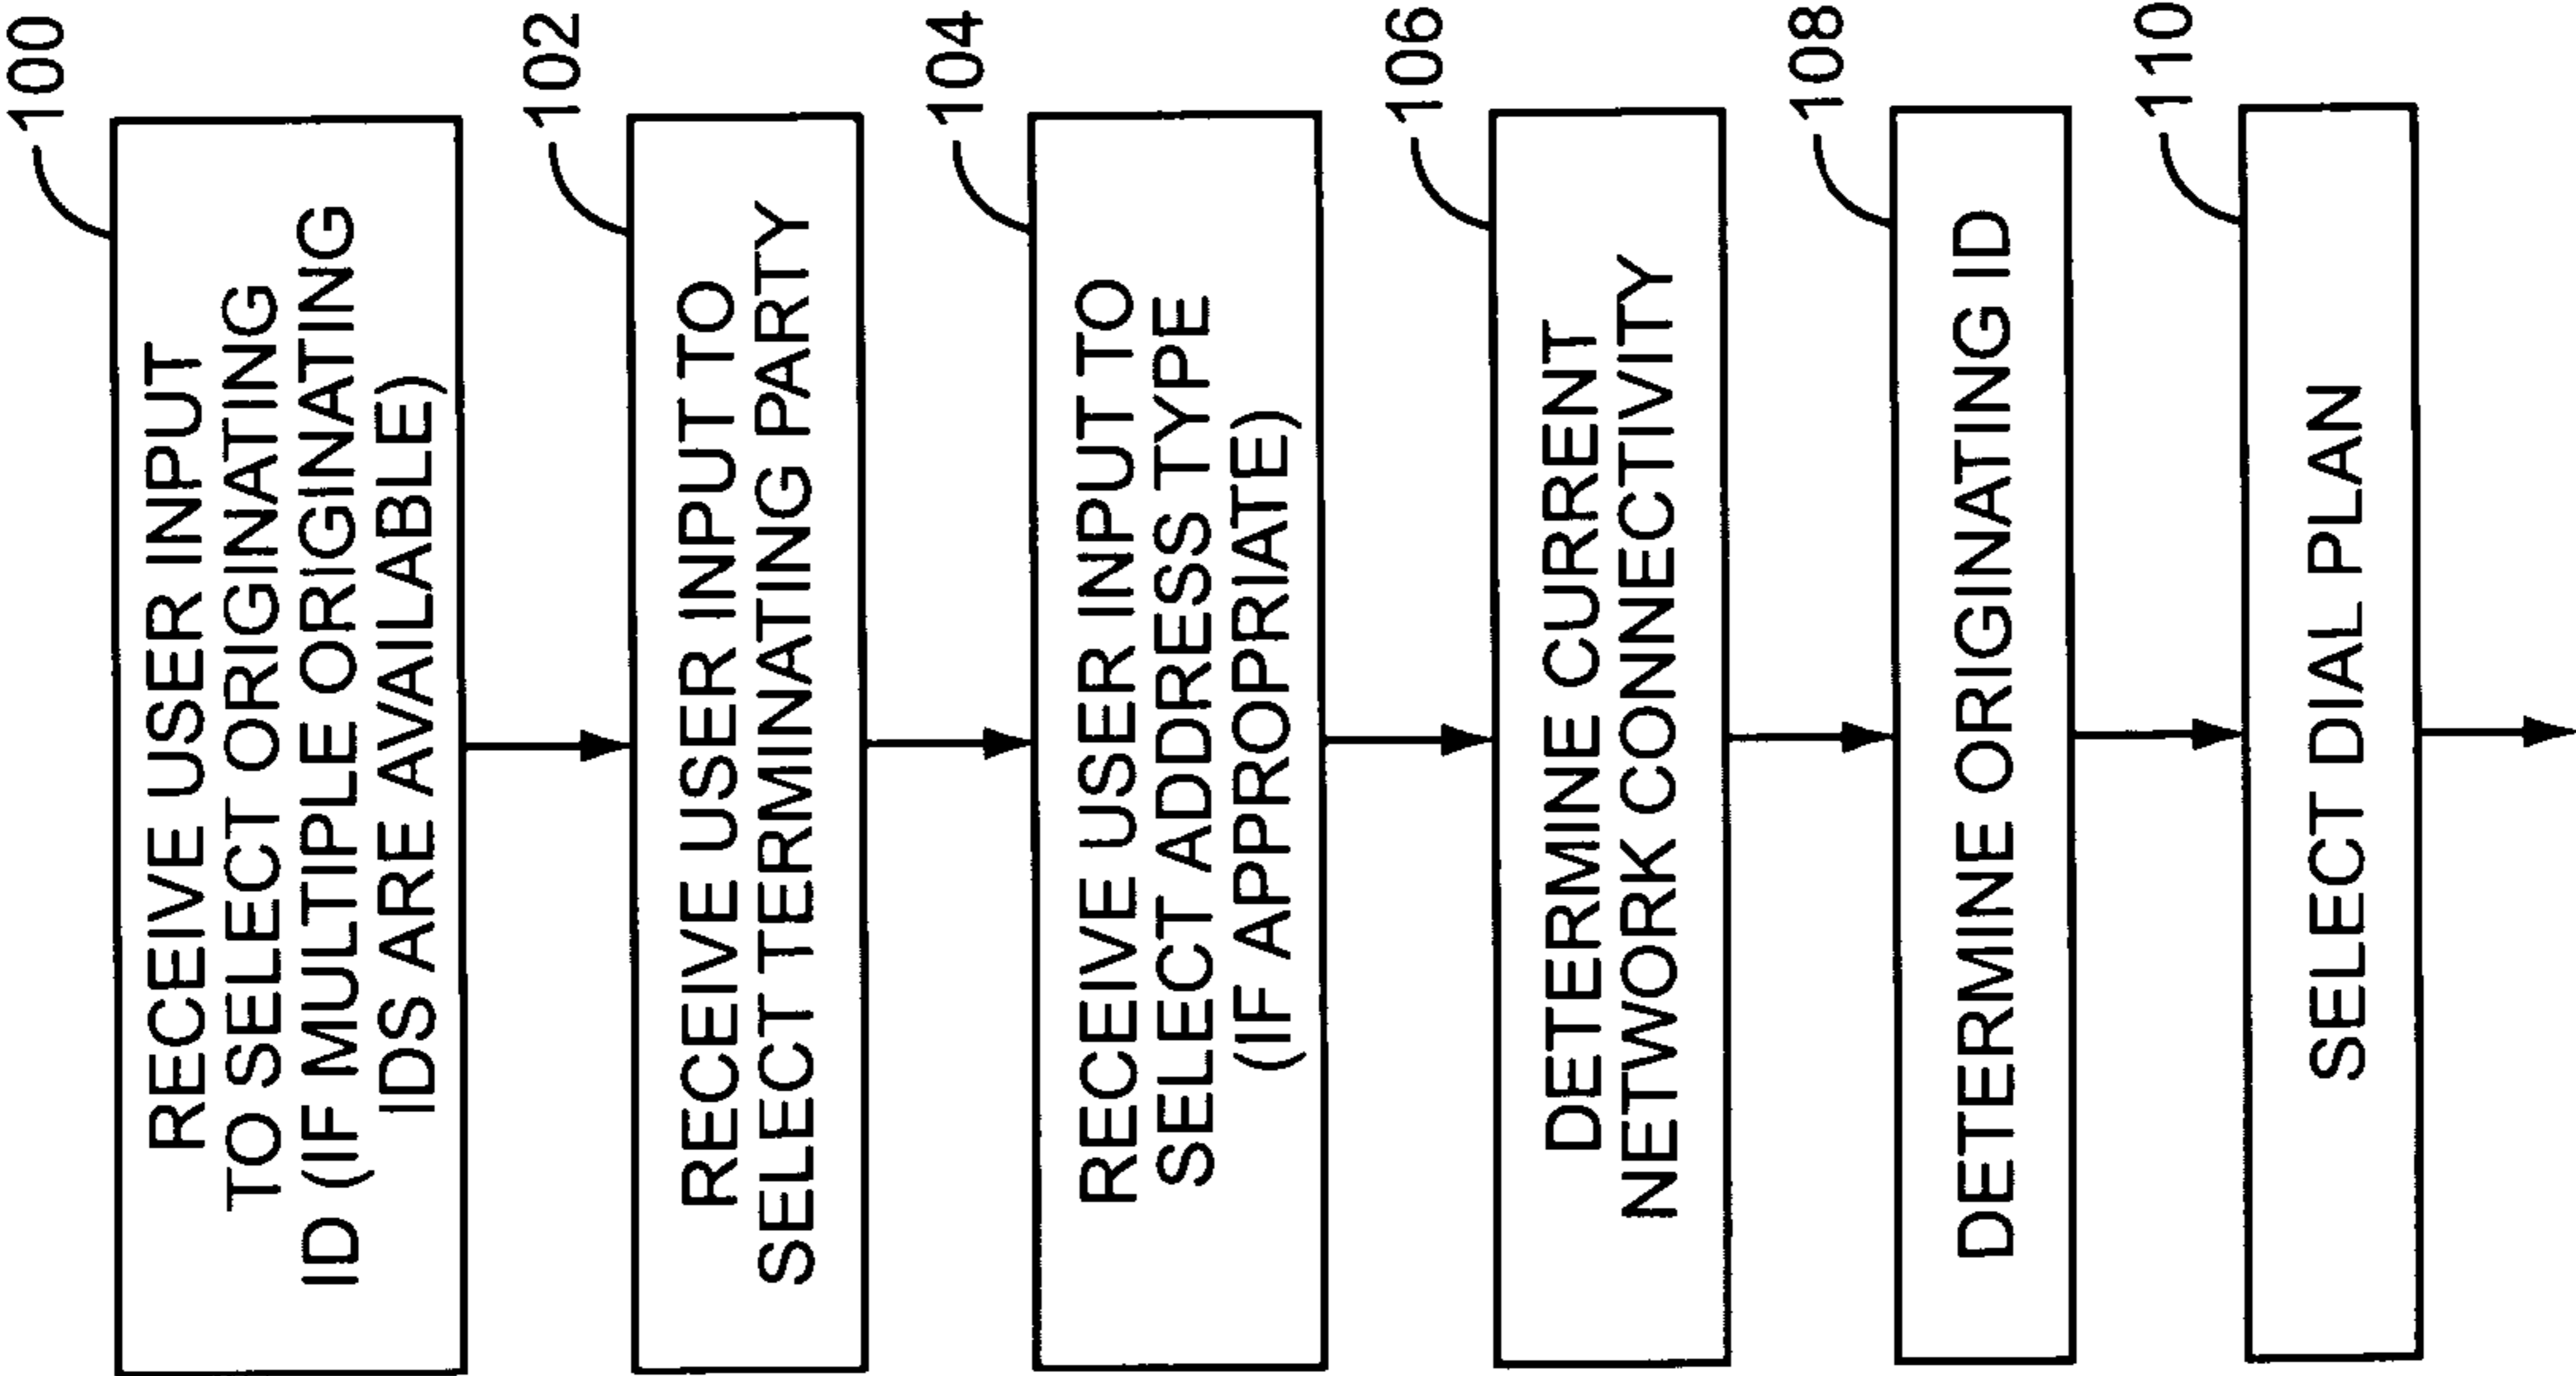 100
RECEIVE USER INPUT
TO SELECT ORIGINATING
ID (IF MULTIPLE ORIGINATING
IDS ARE AVAILABLE)
102
RECEIVE USER INPUT TO
SELECT TERMINATING PARTY
104
RECEIVE USER INPUT TO
SELECT ADDRESS TYPE
(IF APPROPRIATE)
106
DETERMINE CURRENT
NETWORK CONNECTIVITY
108
DETERMINE ORIGINATING ID
110
SELECT DIAL PLAN